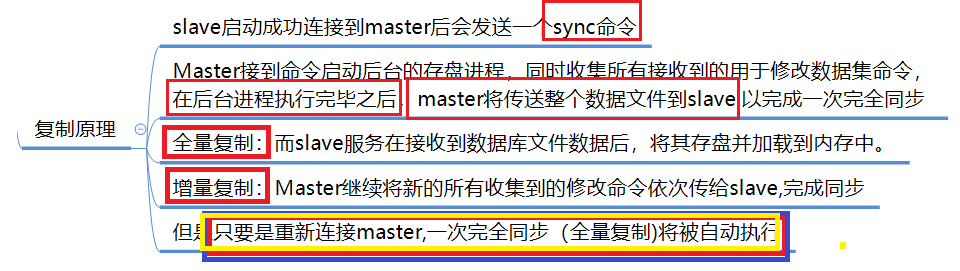 slave启动成功连接到master后会发送一个sync命令
Master接到命令启动后台的存盘进程，同时收集所有接收到的用于修改数据集命令，
在后台进程执行完毕之后，master将传送整个数据文件到slave,以完成一次完全同步
复制原理
全量复制：而slave服务在接收到数据库文件数据后，将其存盘并加载到内存中。
增量复制：Master继续将新的所有收集到的修改命令依次传给slave,完成同步
但是只要是重新连接master,一次完全同步（全量复制)将被自动执行